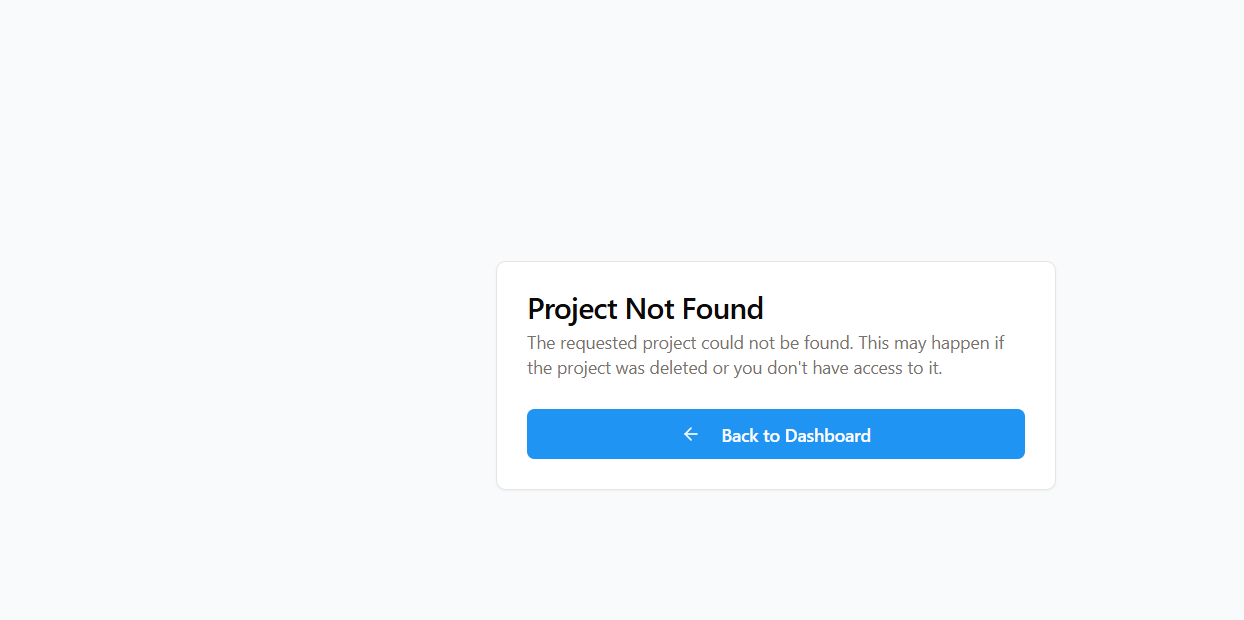 Project Not Found
The requested project could not be found. This may happen if
the project was deleted or you don't have access to it.
Back to Dashboard